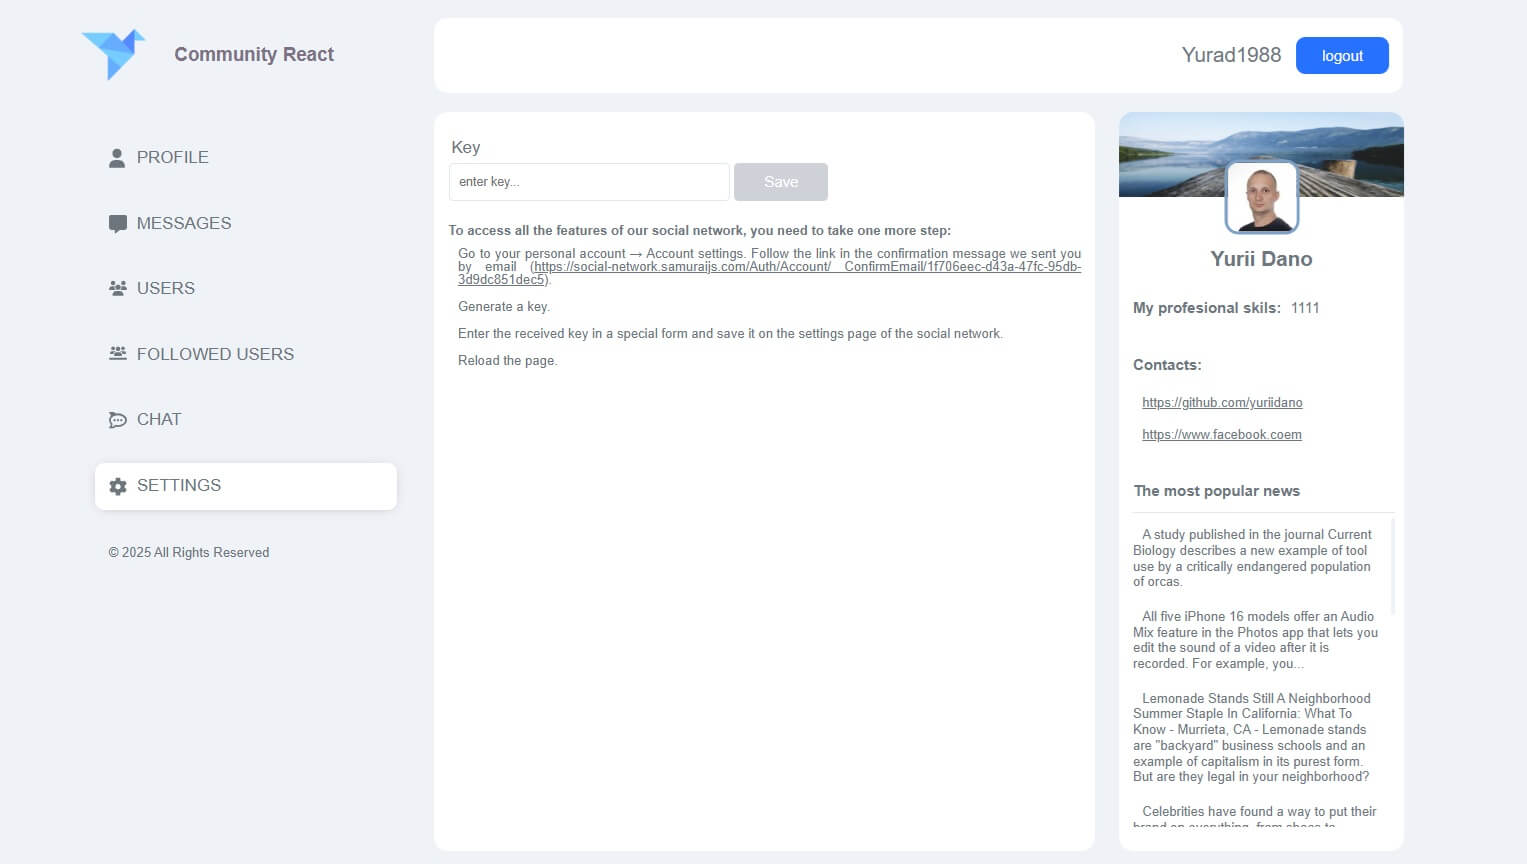 Community React
Yurad1988
logout
PROFILE
MESSAGES
USERS
FOLLOWED USERS
CHAT
SETTINGS
© 2025 All Rights Reserved
Key
enter key...
Save
To access all the features of our social network, you need to take one more step:
Go to your personal account → Account settings. Follow the link in the confirmation message we sent you
by email (https://social-network.samuraijs.com/Auth/Account/ ConfirmEmail/1f706eec-d43a-47fc-95db-
3d9dc851dec5).
Generate a key.
Enter the received key in a special form and save it on the settings page of the social network.
Reload the page.
Yurii Dano
My profesional skils: 1111
Contacts:
https://github.com/yuriidano
https://www.facebook.coem
The most popular news
A study published in the journal Current
Biology describes a new example of tool
use by a critically endangered population
of orcas.
All five iPhone 16 models offer an Audio
Mix feature in the Photos app that lets you
edit the sound of a video after it is
recorded. For example, you...
Lemonade Stands Still A Neighborhood
Summer Staple In California: What To
Know - Murrieta, CA - Lemonade stands
are "backyard" business schools and an
example of capitalism in its purest form.
But are they legal in your neighborhood?
Celebrities have found a way to put their
brand on everything, from shoes to